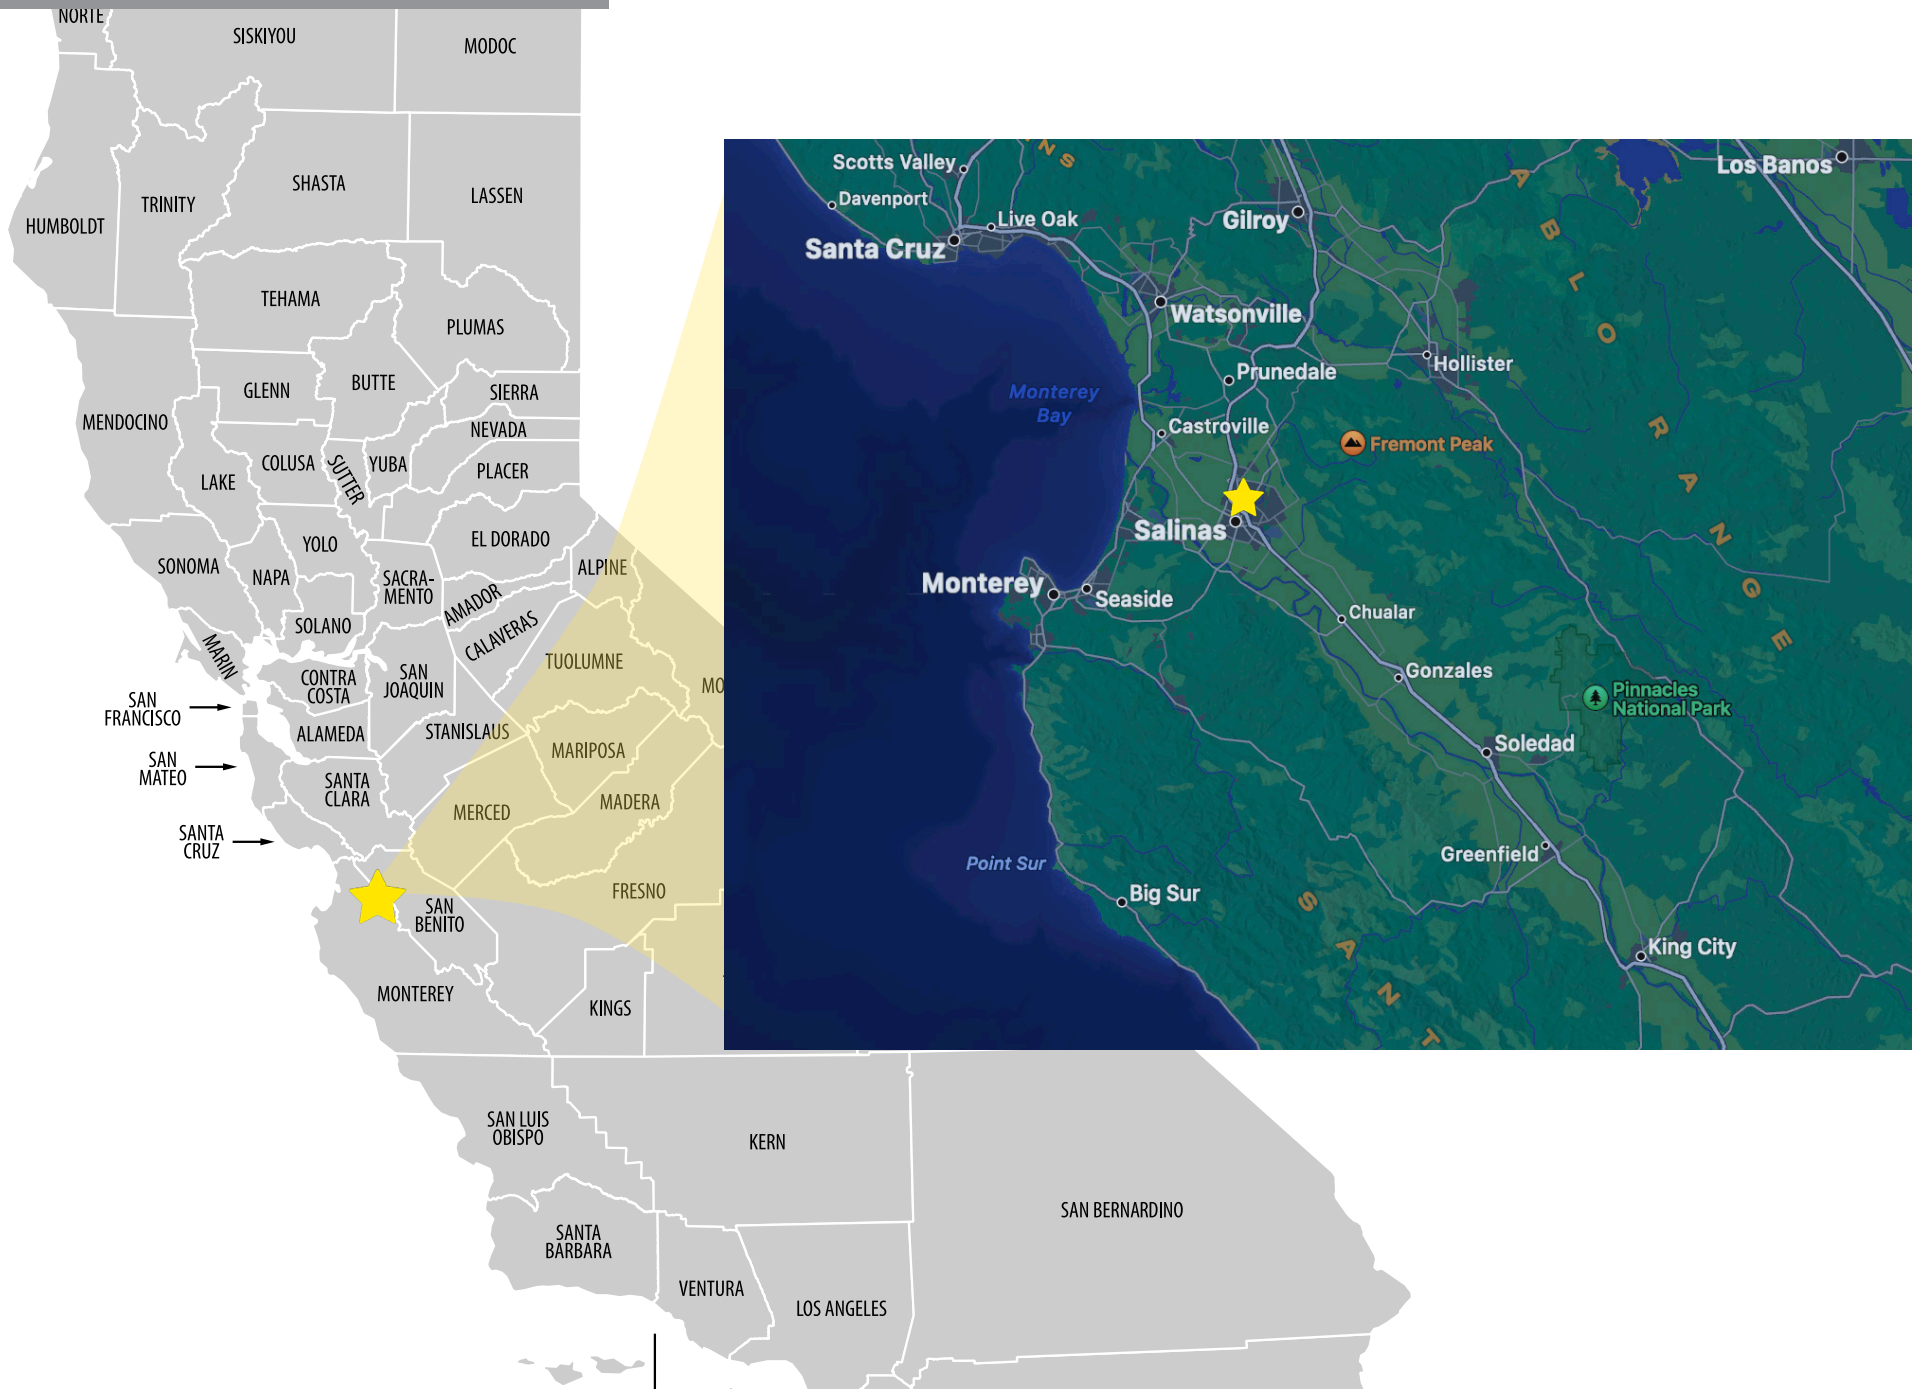 NORTE
SISKIYOU
MODOC
HUMBOLDT
TRINITY
SHASTA
LASSEN
TEHAMA
PLUMAS
MENDOCINO
GLENN
BUTTE
SIERRA
NEVADA
LAKE
COLUSA
SUTTER
YUBA
PLACER
SONOMA
NAPA
YOLO
SACRA-
MENTO
EL DORADO
ALPINE
AMADOR
CALAVERAS
SOLANO
MARIN
CONTRA
COSTA
SAN
JOAQUIN
TUOLUMNE
MO
SAN
FRANCISCO
ALAMEDA
STANISLAUS
MARIPOSA
SAN
MATEO
SANTA
CLARA
MERCED
MADERA
SANTA
CRUZ
FRESNO
SAN
BENITO
MONTEREY
KINGS
SAN LUIS
OBISPO
KERN
SAN BERNARDINO
SANTA
BARBARA
VENTURA
LOS ANGELES
NS
Scotts Valley
Davenport
Live Oak
Santa Cruz
Gilroy
Los Banos
Watsonville
Prunedale
Hollister
Monterey
Bay
Castroville
Fremont Peak
Salinas
Monterey
Seaside
Chualar
Gonzales
Pinnacles
National Park
Soledad
Greenfield
Point Sur
Big Sur
King City
ABLO RANGE
SANT